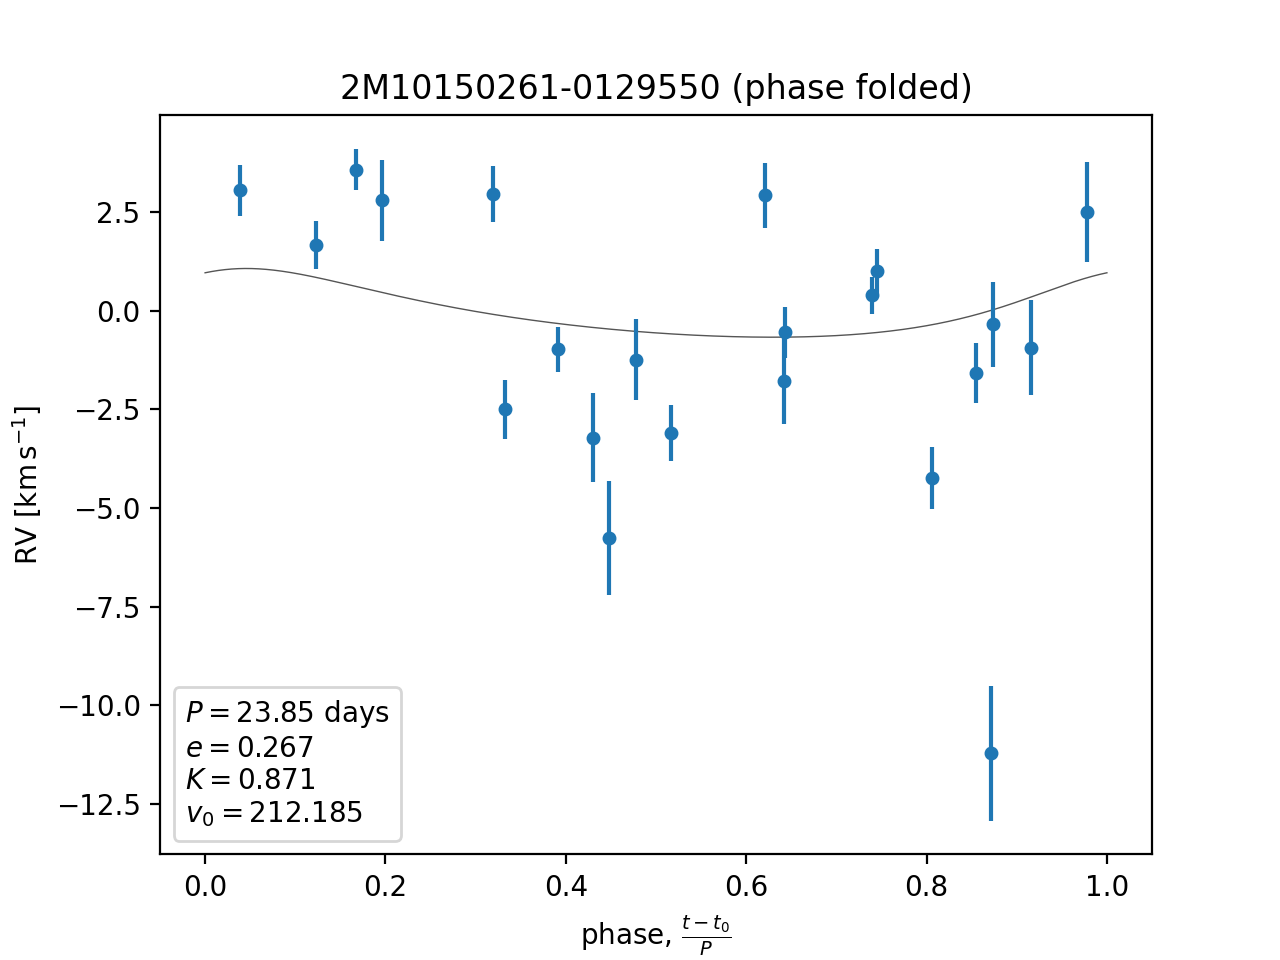 2M10150261-0129550 (phase folded)
RV [km s⁻¹]
2.5
0.0
−2.5
−5.0
−7.5
−10.0
−12.5
P = 23.85 days
e = 0.267
K = 0.871
v₀ = 212.185
0.0 0.2 0.4 0.6 0.8 1.0
phase, (t − t₀)/P